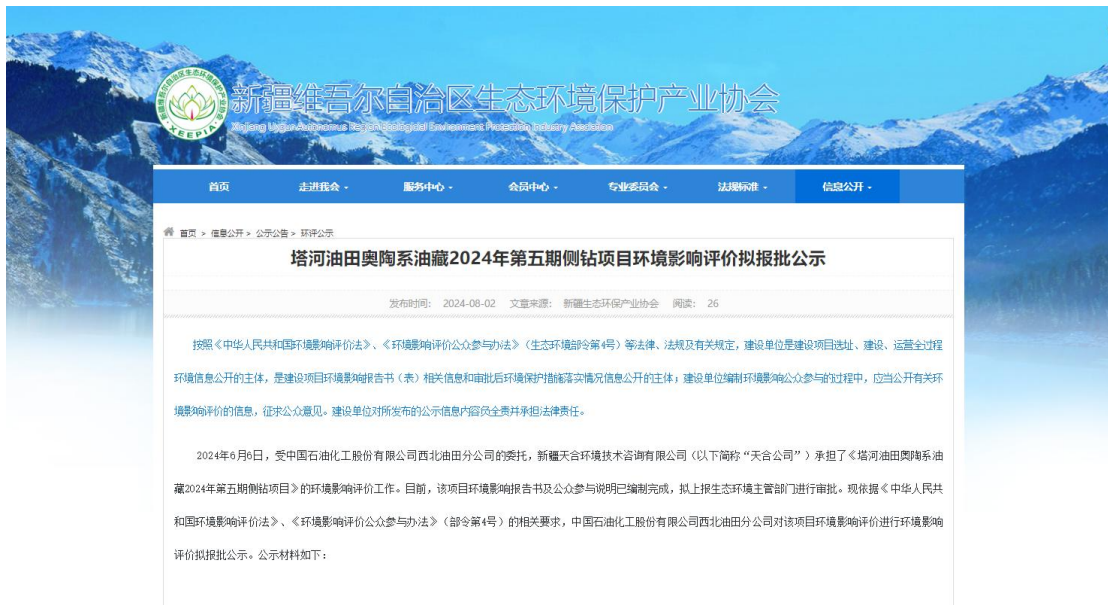 新疆维吾尔自治区生态环境保护产业协会
Xinjiang Uygur Autonomous Region Ecological Environment Protection Industry Association
新疆维吾尔自治区生态环境保护产业协会
XEEPIA
首页 走进我会 服务中心 会员中心 专业委员会 法规标准 信息公开
首页 > 信息公开 > 公示公告 > 环评公示
塔河油田奥陶系油藏2024年第五期侧钻项目环境影响评价拟报批公示
发布时间： 2024-08-02 文章来源： 新疆生态环保产业协会 阅读： 26
按照《中华人民共和国环境影响评价法》、《环境影响评价公众参与办法》（生态环境部令第4号）等法律、法规及有关规定，建设单位是建设项目选址、建设、运营全过程
环境信息公开的主体，是建设项目环境影响报告书（表）相关信息和审批后环境保护措施落实情况信息公开的主体；建设单位编制环境影响公众参与的过程中，应当公开有关环
境影响评价的信息，征求公众意见。建设单位对所发布的公示信息内容负全责并承担法律责任。
2024年6月6日，受中国石油化工股份有限公司西北油田分公司的委托，新疆天合环境技术咨询有限公司（以下简称“天合公司”）承担了《塔河油田奥陶系油
藏2024年第五期侧钻项目》的环境影响评价工作。目前，该项目环境影响报告书及公众参与说明已编制完成，拟上报生态环境主管部门进行审批。现依据《中华人民共
和国环境影响评价法》、《环境影响评价公众参与办法》（部令第4号）的相关要求，中国石油化工股份有限公司西北油田分公司对该项目环境影响评价进行环境影响
评价拟报批公示。公示材料如下：